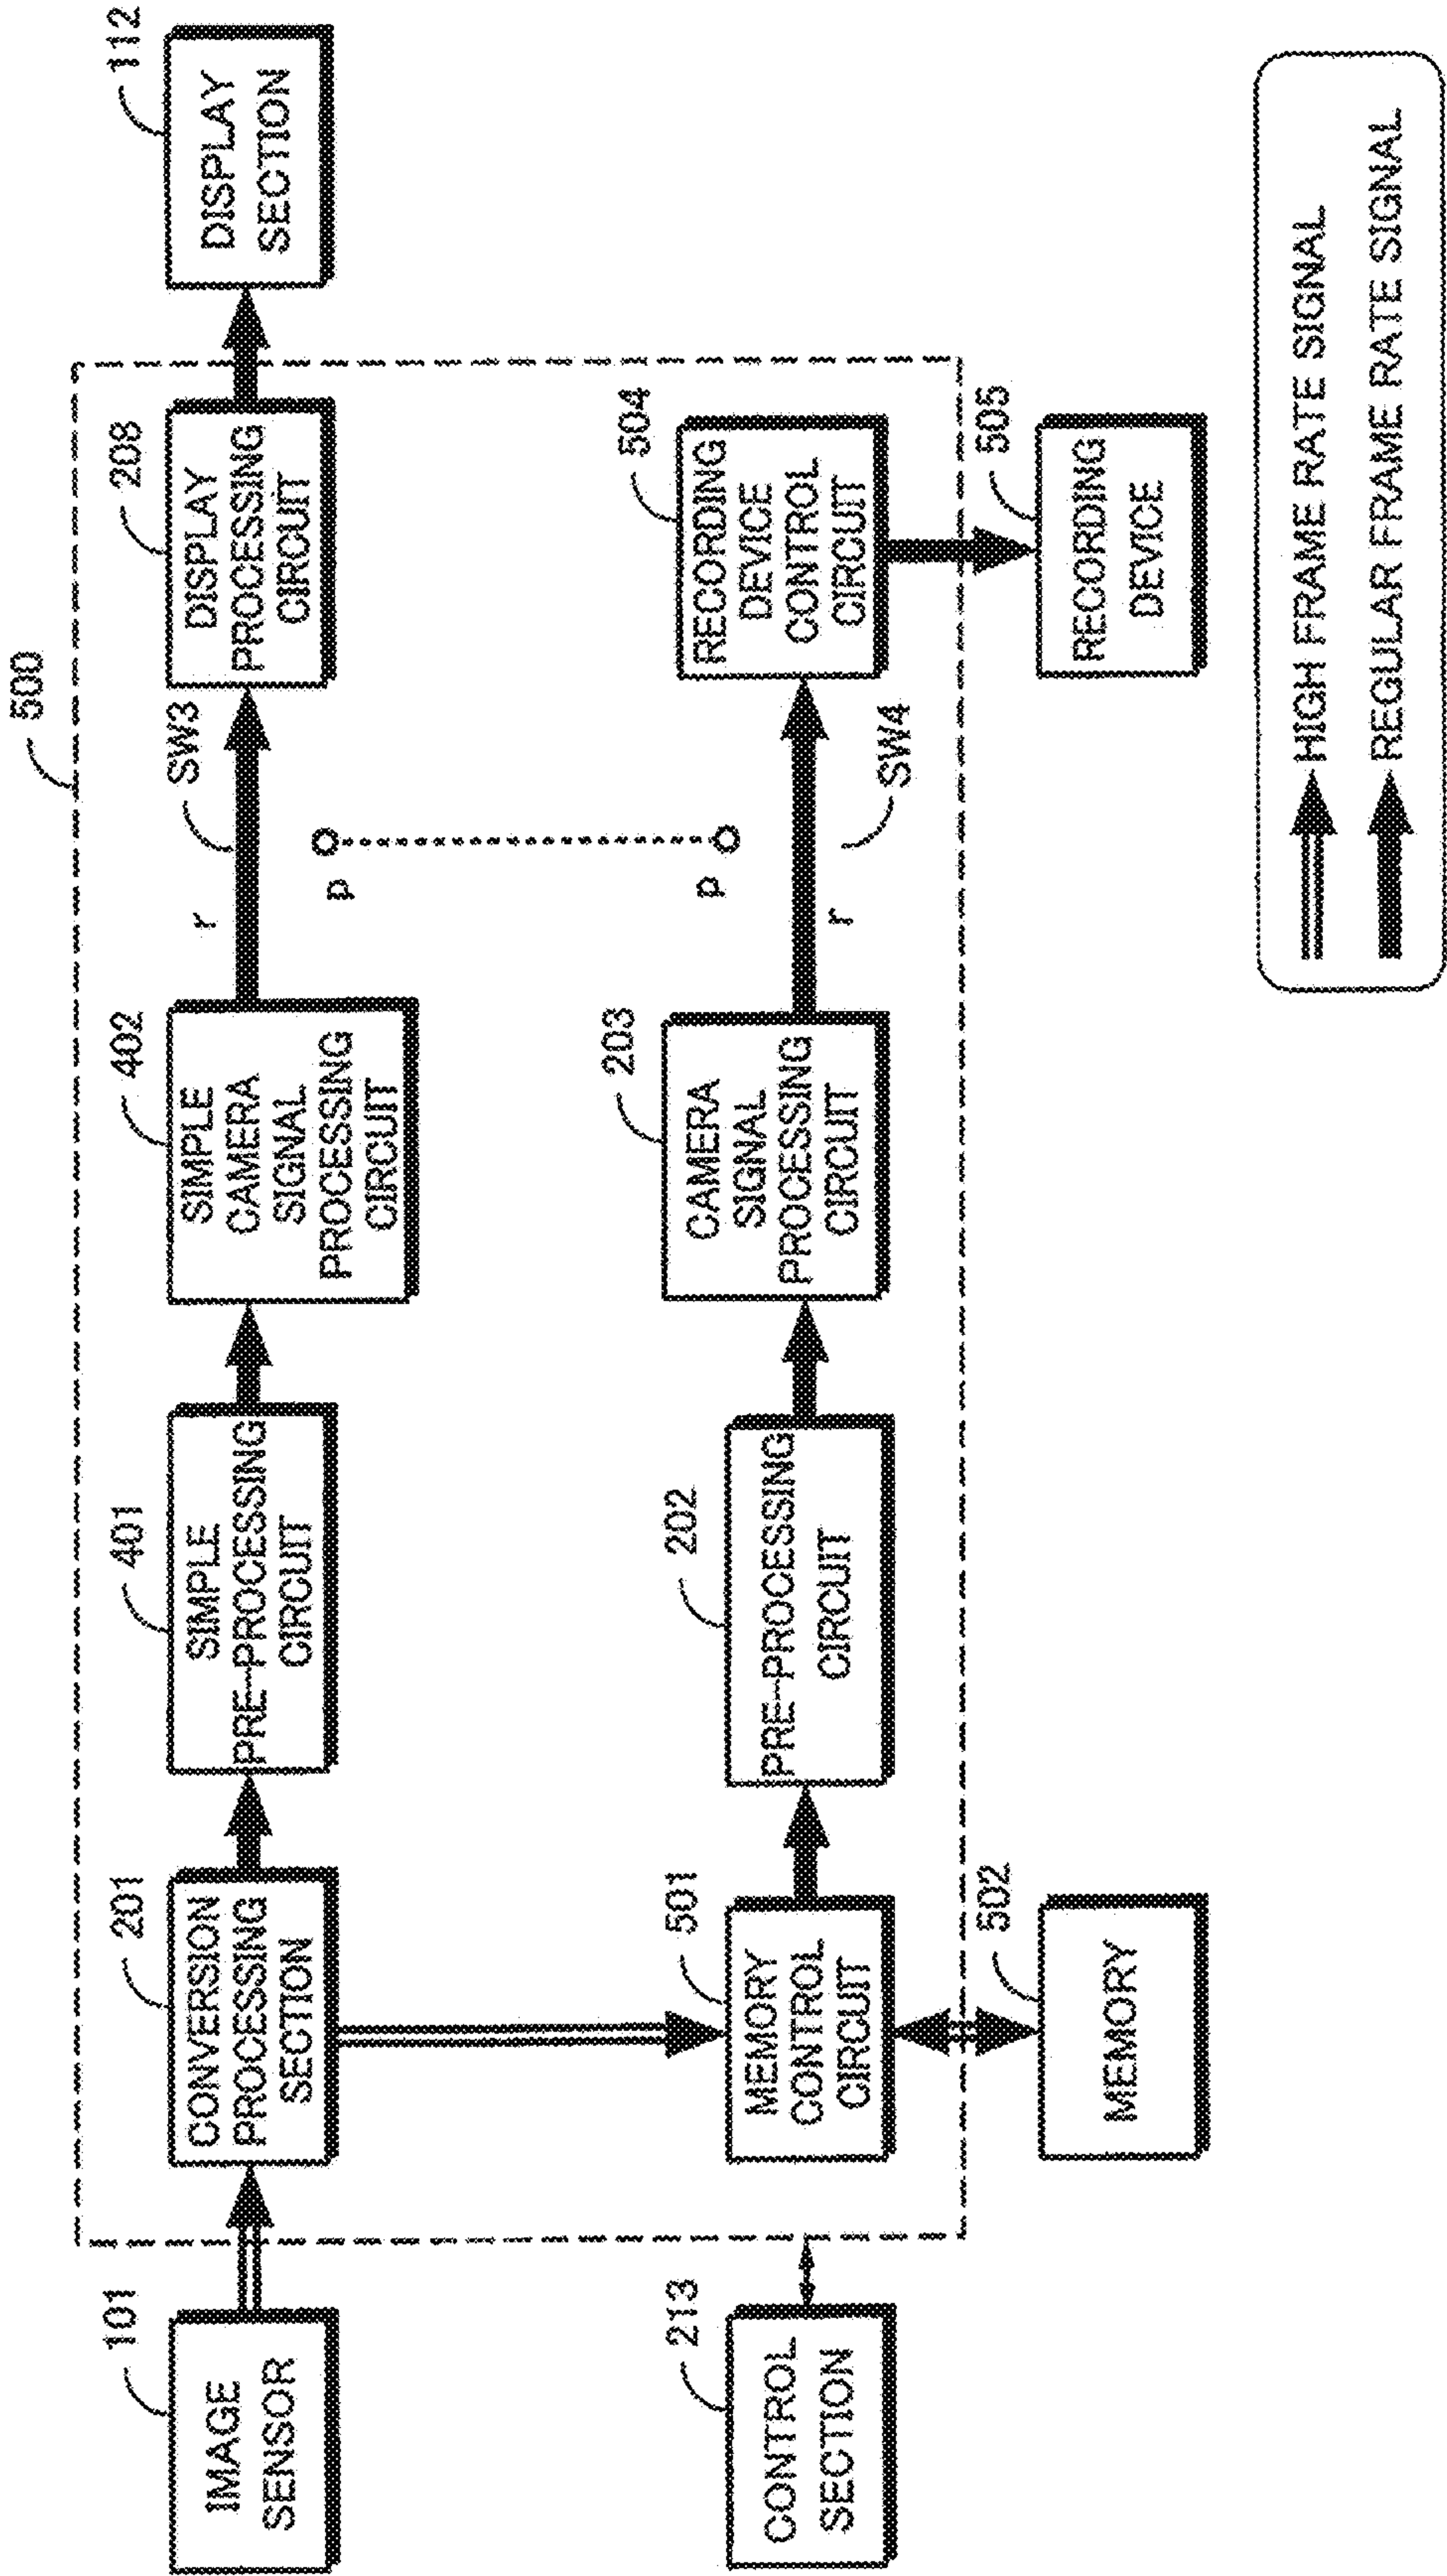 500
101
IMAGE
SENSOR
201
CONVERSION
PROCESSING
SECTION
401
SIMPLE
PRE-PROCESSING
CIRCUIT
402
SIMPLE
CAMERA
SIGNAL
PROCESSING
CIRCUIT
r
SW3
p
208
DISPLAY
PROCESSING
CIRCUIT
112
DISPLAY
SECTION
213
CONTROL
SECTION
501
MEMORY
CONTROL
CIRCUIT
202
PRE-PROCESSING
CIRCUIT
203
CAMERA
SIGNAL
PROCESSING
CIRCUIT
p
r
SW4
504
RECORDING
DEVICE
CONTROL
CIRCUIT
502
MEMORY
505
RECORDING
DEVICE
HIGH FRAME RATE SIGNAL
REGULAR FRAME RATE SIGNAL